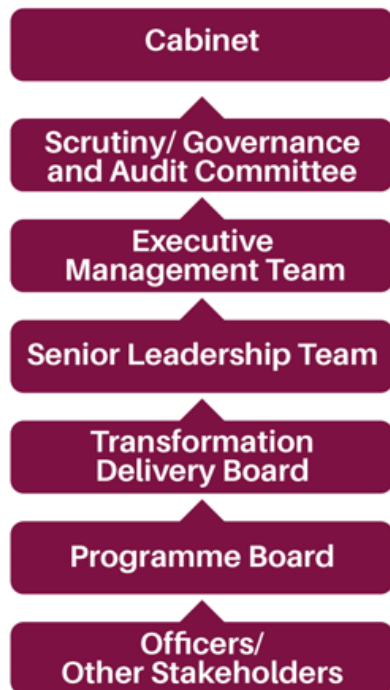 Cabinet
Scrutiny/ Governance
and Audit Committee
Executive
Management Team
Senior Leadership Team
Transformation
Delivery Board
Programme Board
Officers/
Other Stakeholders